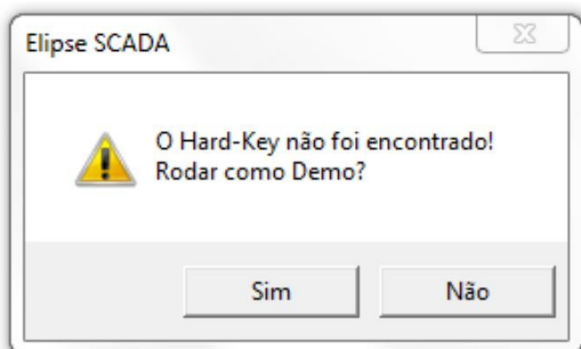 Elipse SCADA
O Hard-Key não foi encontrado!
Rodar como Demo?
Sim
Não